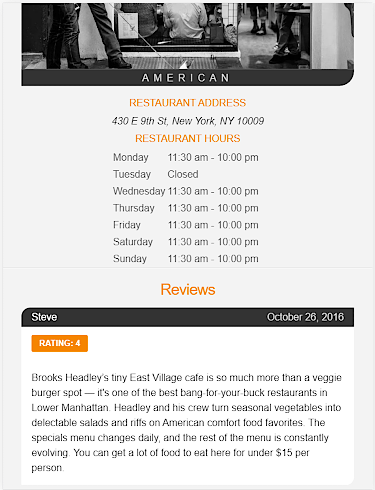 AMERICAN
RESTAURANT ADDRESS
430 E 9th St, New York, NY 10009
RESTAURANT HOURS
Monday 11:30 am - 10:00 pm
Tuesday Closed
Wednesday 11:30 am - 10:00 pm
Thursday 11:30 am - 10:00 pm
Friday 11:30 am - 10:00 pm
Saturday 11:30 am - 10:00 pm
Sunday 11:30 am - 10:00 pm
Reviews
Steve October 26, 2016
RATING: 4
Brooks Headley's tiny East Village cafe is so much more than a veggie
burger spot — it's one of the best bang-for-your-buck restaurants in
Lower Manhattan. Headley and his crew turn seasonal vegetables into
delectable salads and riffs on American comfort food favorites. The
specials menu changes daily, and the rest of the menu is constantly
evolving. You can get a lot of food to eat here for under $15 per
person.